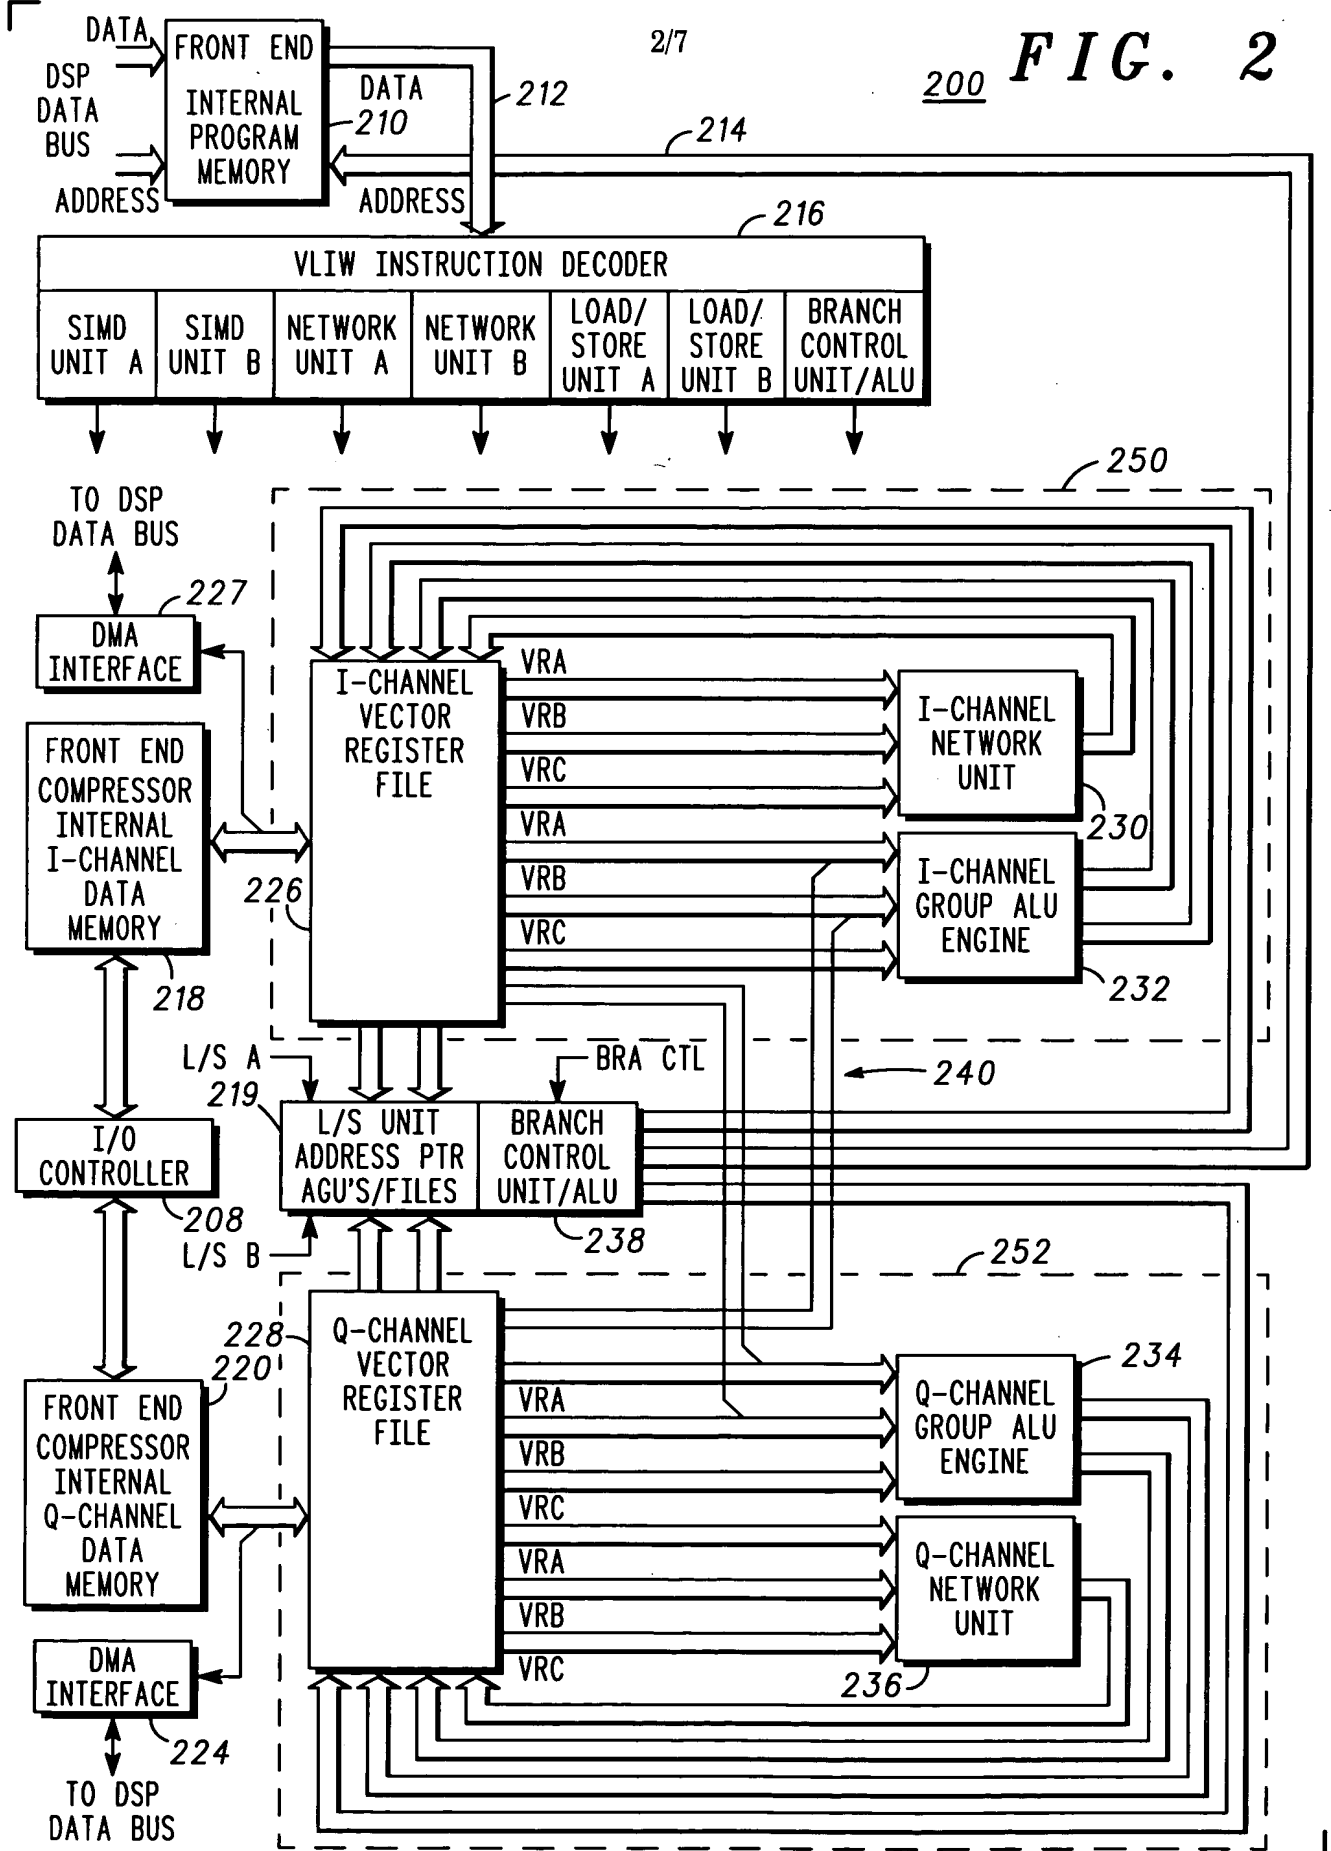 2/7
FIG. 2
200
DATA
DSP
DATA
BUS
ADDRESS
FRONT END
INTERNAL
PROGRAM
MEMORY
210
DATA
212
ADDRESS
214
216
VLIW INSTRUCTION DECODER
SIMD
UNIT A
SIMD
UNIT B
NETWORK
UNIT A
NETWORK
UNIT B
LOAD/
STORE
UNIT A
LOAD/
STORE
UNIT B
BRANCH
CONTROL
UNIT/ALU
250
TO DSP
DATA BUS
227
DMA
INTERFACE
FRONT END
COMPRESSOR
INTERNAL
I-CHANNEL
DATA
MEMORY
218
226
I-CHANNEL
VECTOR
REGISTER
FILE
VRA
VRB
VRC
VRA
VRB
VRC
I-CHANNEL
NETWORK
UNIT
230
I-CHANNEL
GROUP ALU
ENGINE
232
L/S A
219
BRA CTL
240
L/S UNIT
ADDRESS PTR
AGU'S/FILES
BRANCH
CONTROL
UNIT/ALU
238
I/O
CONTROLLER
208
L/S B
252
228
Q-CHANNEL
VECTOR
REGISTER
FILE
220
FRONT END
COMPRESSOR
INTERNAL
Q-CHANNEL
DATA
MEMORY
VRA
VRB
VRC
VRA
VRB
VRC
234
Q-CHANNEL
GROUP ALU
ENGINE
Q-CHANNEL
NETWORK
UNIT
236
DMA
INTERFACE
224
TO DSP
DATA BUS